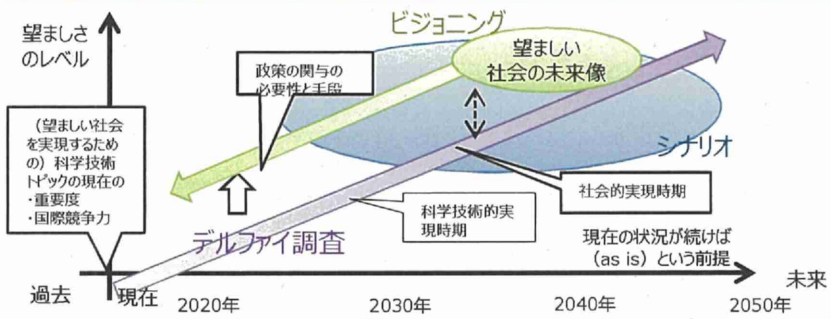 望ましさ
のレベル
ビジョニング
望ましい
社会の未来像
政策の関与の
必要性と手段
（望ましい社会
を実現するため
の）科学技術
トピックの現在の
・重要度
・国際競争力
シナリオ
社会的実現時期
科学技術的実
現時期
デルファイ調査
現在の状況が続けば
（as is）という前提
過去
現在
未来
2020年
2030年
2040年
2050年